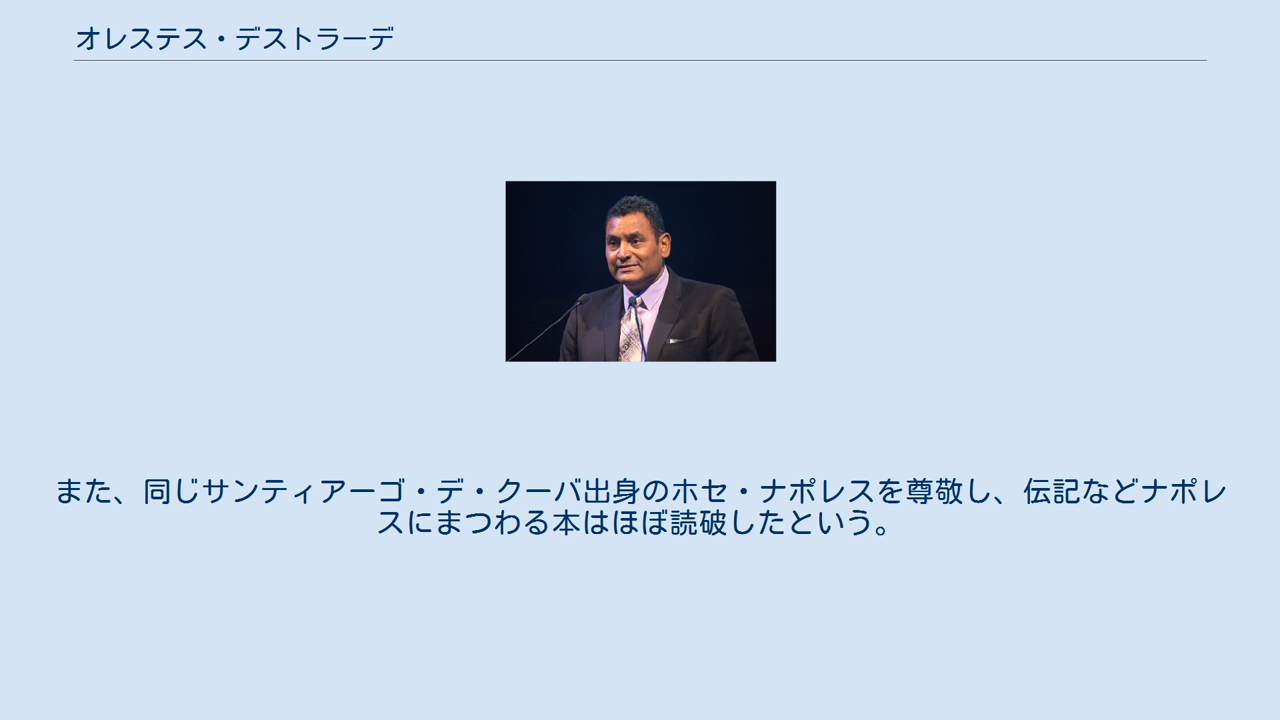 オレステス・デストラーデ
また、同じサンティアーゴ・デ・クーバ出身のホセ・ナポレスを尊敬し、伝記などナポレ
スにまつわる本はほぼ読破したという。